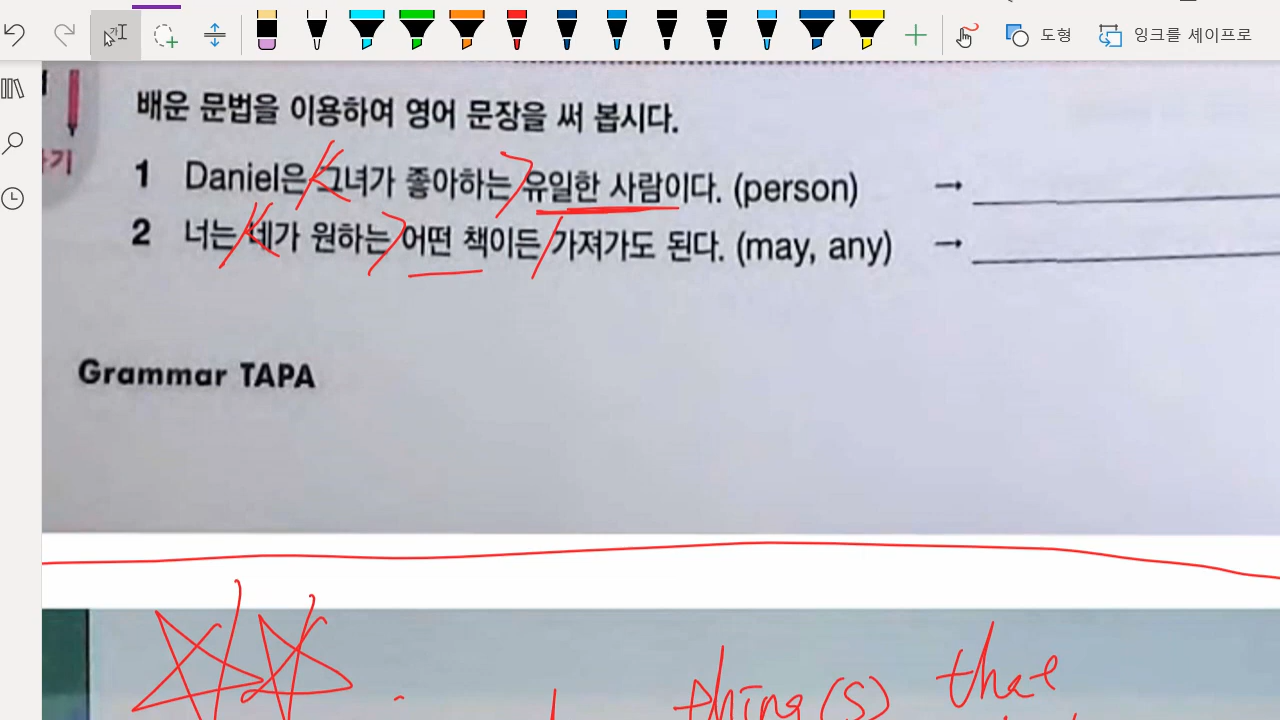 도형
잉크를 셰이프로
기
배운 문법을 이용하여 영어 문장을 써 봅시다.
1 Daniel은 그녀가 좋아하는 유일한 사람이다. (person) →
2 너는 네가 원하는 어떤 책이든 가져가도 된다. (may, any) →
Grammar TAPA
thing(s) that